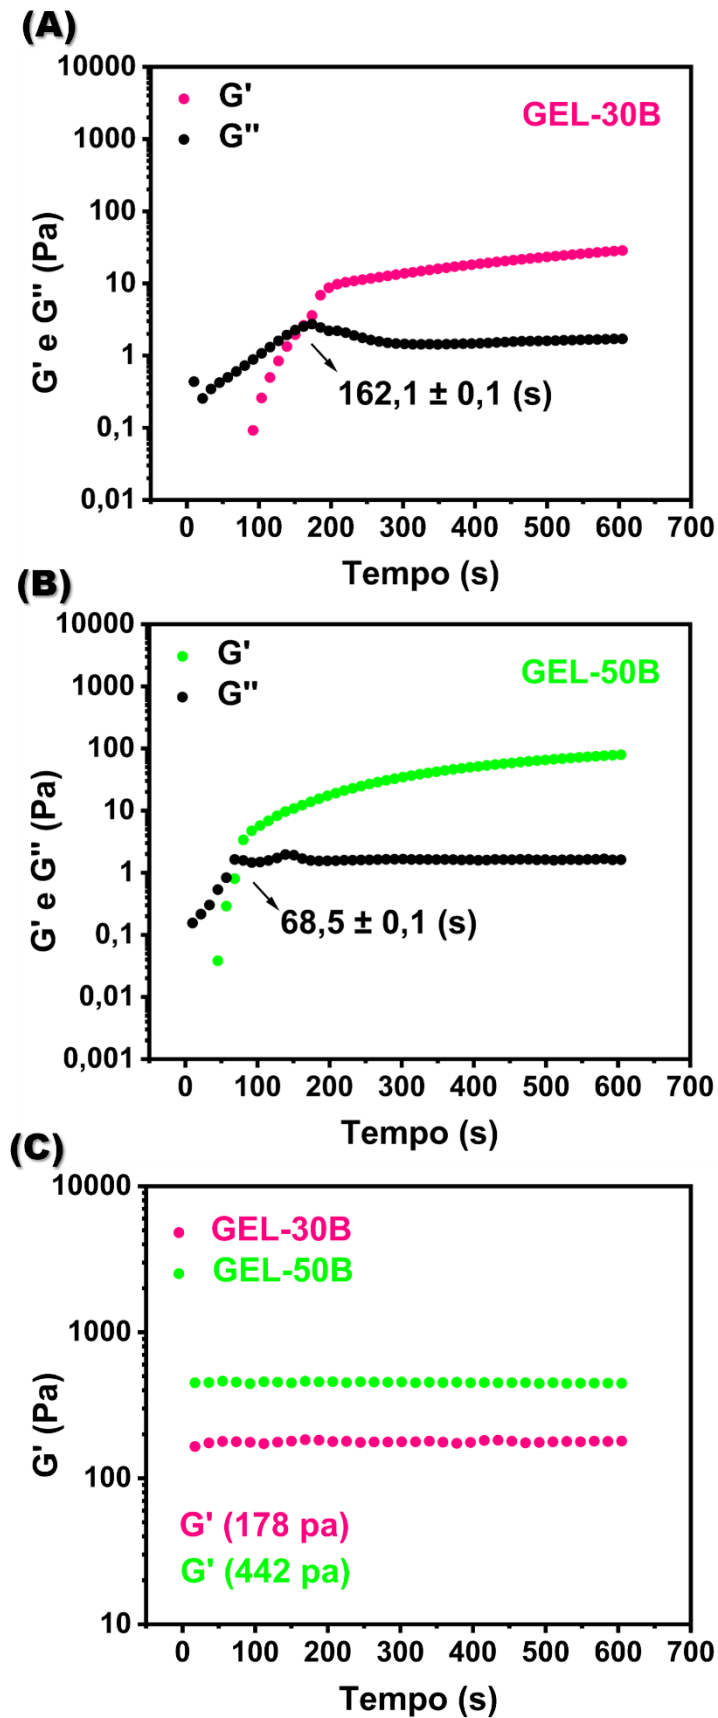 (A)
10000
G'
GEL-30B
G"
1000
100
10
1
162,1 ± 0,1 (s)
0,1
0,01
G' e G" (Pa)
0 100 200 300 400 500 600 700
Tempo (s)
(B)
10000
G'
GEL-50B
G"
1000
100
10
1
68,5 ± 0,1 (s)
0,1
0,01
0,001
G' e G" (Pa)
0 100 200 300 400 500 600 700
Tempo (s)
(C)
10000
GEL-30B
GEL-50B
1000
100
G' (178 pa)
G' (442 pa)
10
G' (Pa)
0 100 200 300 400 500 600 700
Tempo (s)